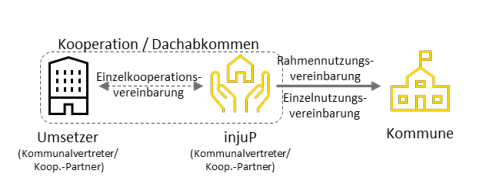 Kooperation / Dachabkommen
Einzelkooperations-
vereinbarung
Rahmennutzungs-
vereinbarung
Einzelnutzungs-
vereinbarung
Umsetzer
(Kommunalvertreter/
Koop.-Partner)
injuP
(Kommunalvertreter/
Koop.-Partner)
Kommune